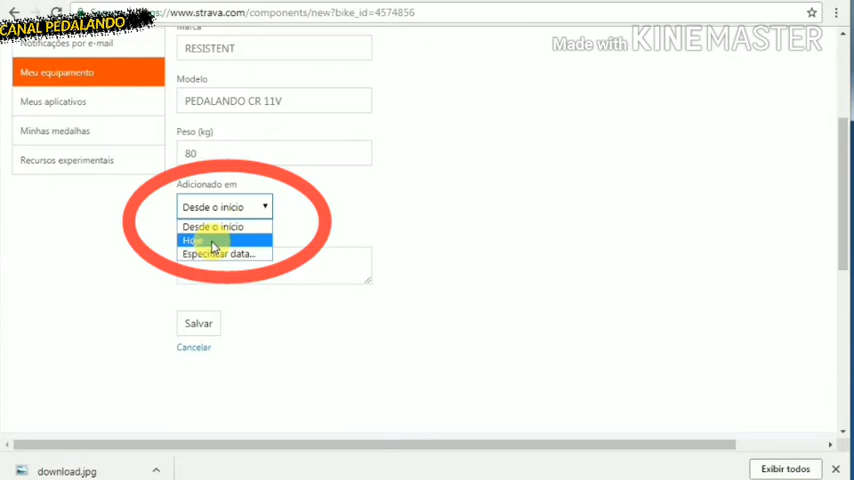 CANAL PEDALANDO
https://www.strava.com/components/new?bike_id=4574856
Made with KINEMASTER
Marca
Notificações por e-mail
RESISTENT
Meu equipamento
Modelo
Meus aplicativos
PEDALANDO CR 11V
Minhas medalhas
Peso (kg)
Recursos experimentais
80
Adicionado em
Desde o início
Desde o início
Hoje
Especificar data...
Salvar
Cancelar
download.jpg
Exibir todos